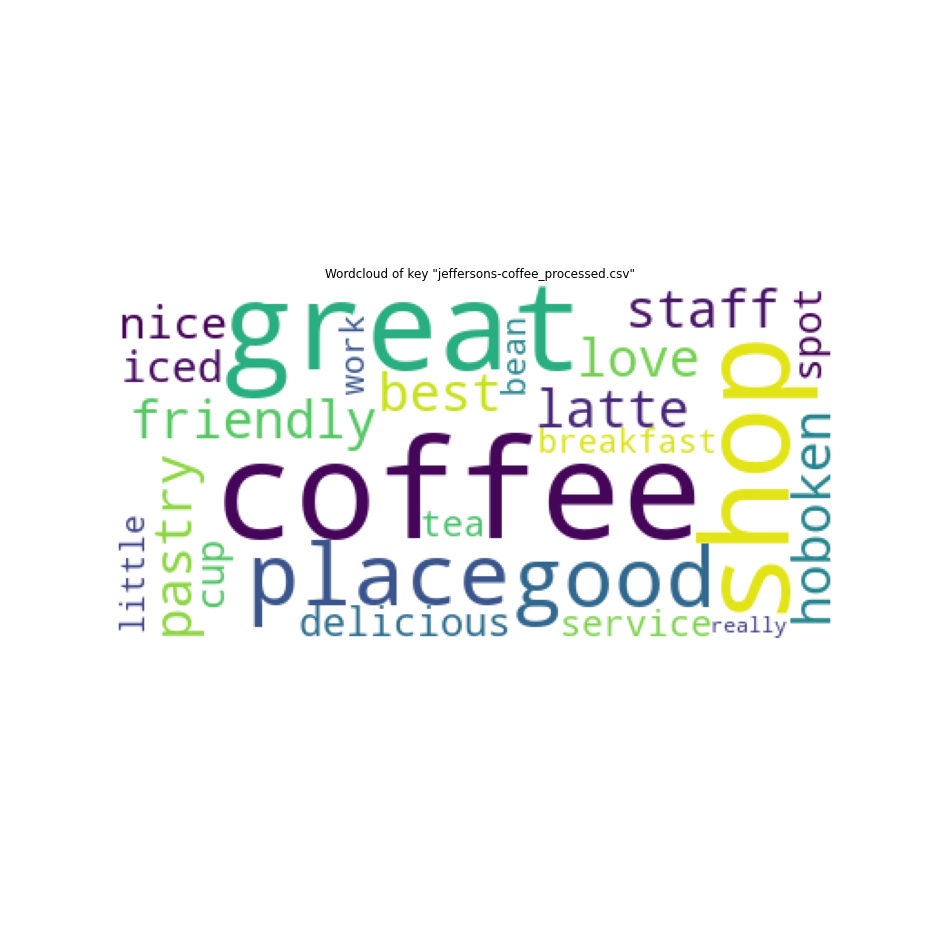 Wordcloud of key "jeffersons-coffee_processed.csv"
nice
great
staff
spot
iced
work
bean
love
shop
friendly
best
latte
breakfast
hoboken
coffee
tea
pastry
little
cup
place
good
delicious
service
really